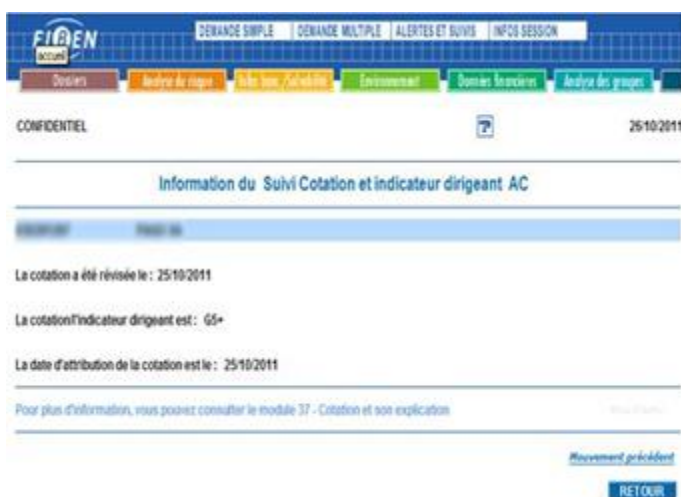 FIBEN
accueil
DEMANDE SIMPLE DEMANDE MULTIPLE ALERTES ET SUIVIS INFOS SESSION
Dossiers Analyse du risque Infos banc./Solvabilité Environnement Données financières Analyse des groupes
CONFIDENTIEL ? 26/10/2011
Information du Suivi Cotation et indicateur dirigeant AC
La cotation a été révisée le : 25/10/2011
La cotation/l'indicateur dirigeant est : G5+
La date d'attribution de la cotation est le : 25/10/2011
Pour plus d'information, vous pouvez consulter le module 37 - Cotation et son explication
Mouvement précédent
RETOUR